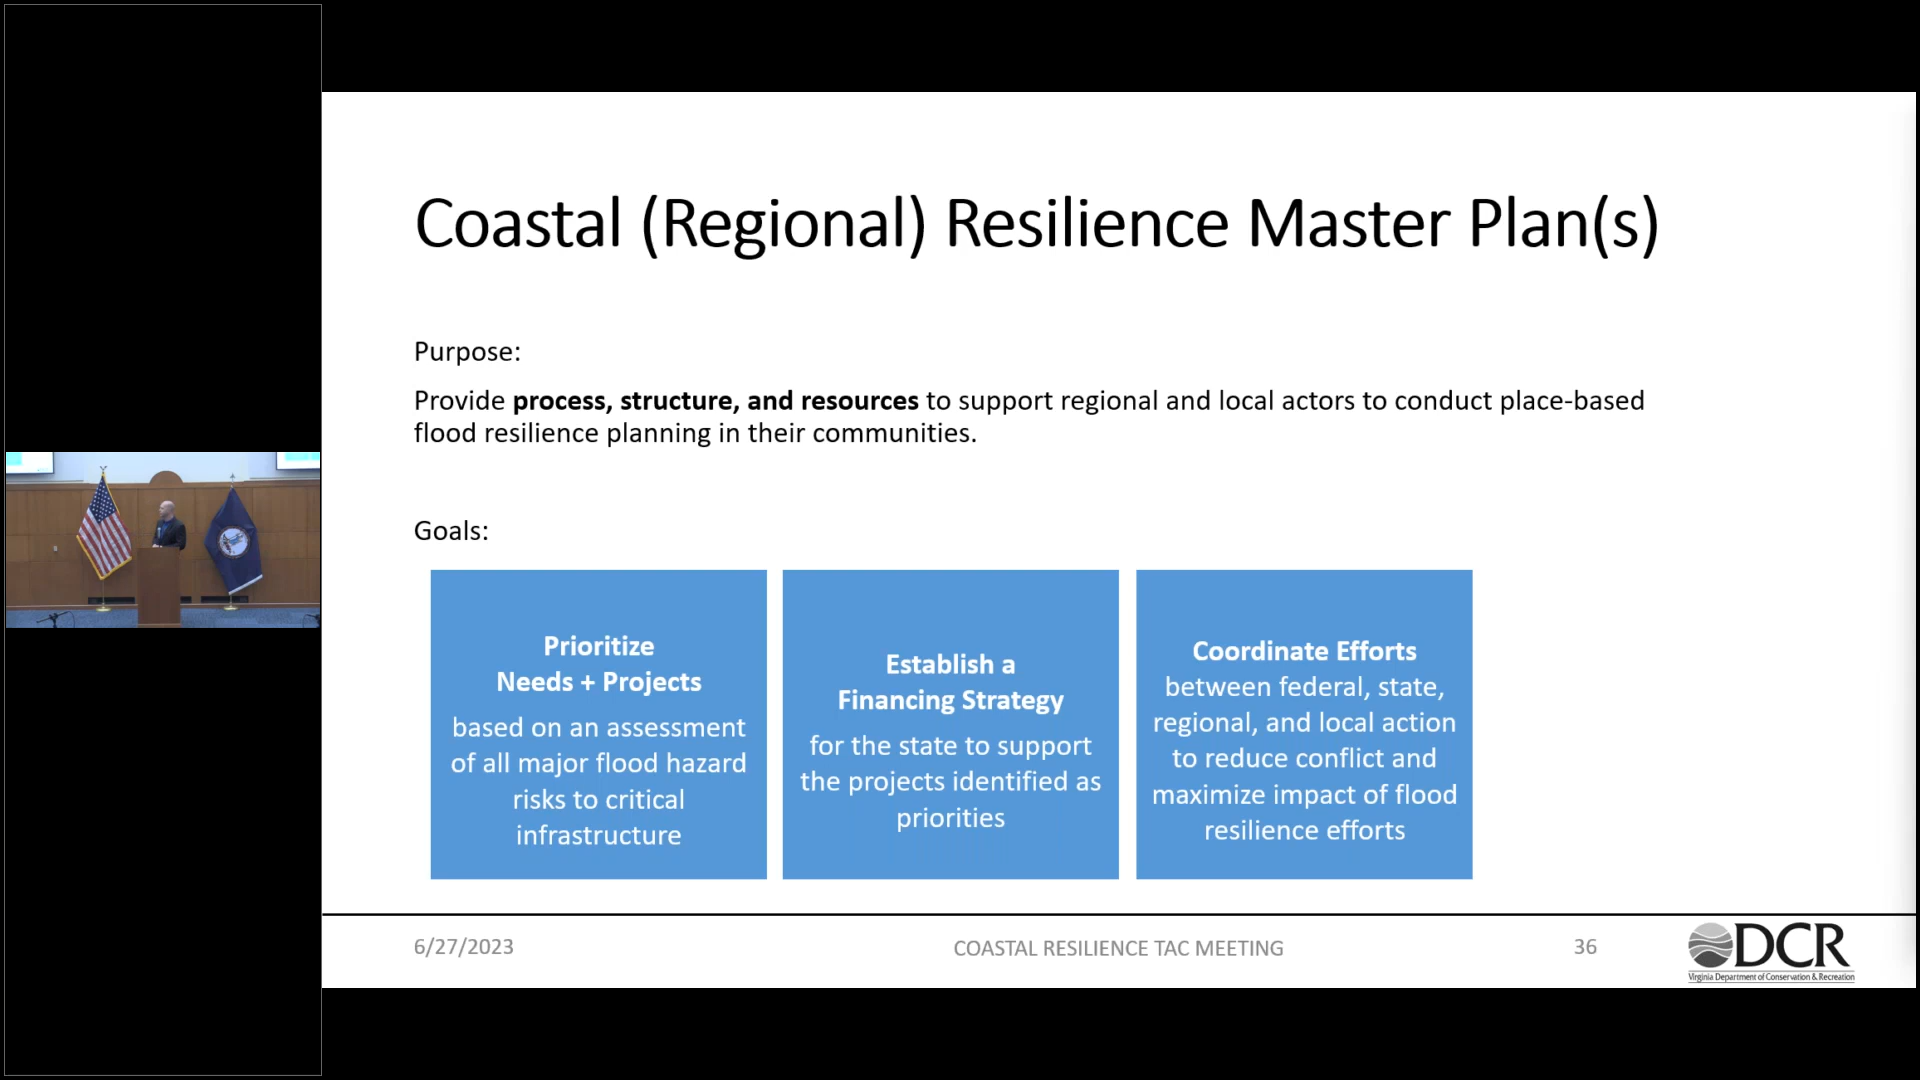 Coastal (Regional) Resilience Master Plan(s)
Purpose:
Provide process, structure, and resources to support regional and local actors to conduct place-based
flood resilience planning in their communities.
Goals:
Prioritize
Needs + Projects
based on an assessment
of all major flood hazard
risks to critical
infrastructure
Establish a
Financing Strategy
for the state to support
the projects identified as
priorities
Coordinate Efforts
between federal, state,
regional, and local action
to reduce conflict and
maximize impact of flood
resilience efforts
6/27/2023
COASTAL RESILIENCE TAC MEETING
36
DCR
Virginia Department of Conservation & Recreation